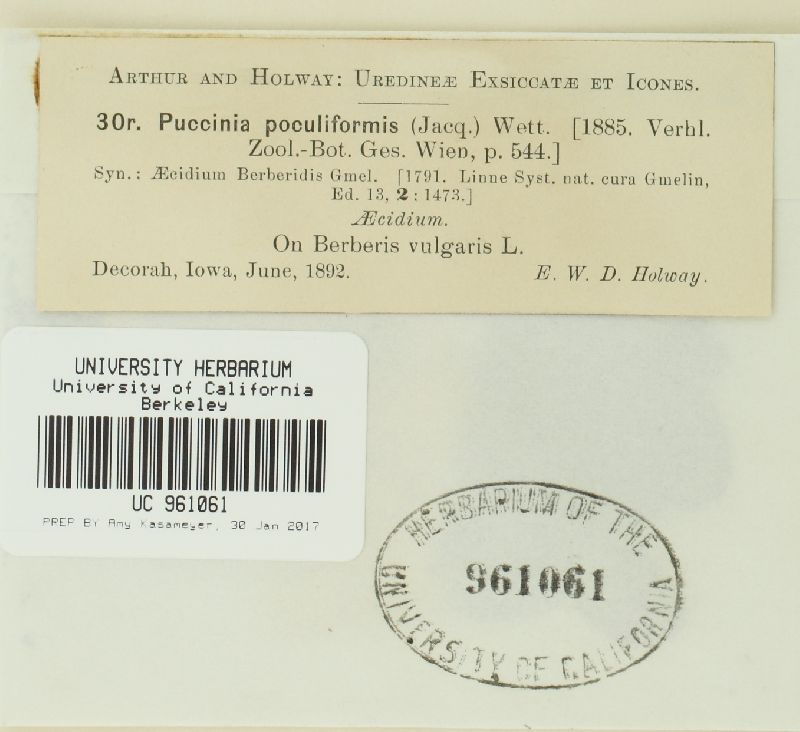 ARTHUR AND HOLWAY: UREDINEÆ EXSICCATÆ ET ICONES.
30r. Puccinia poculiformis (Jacq.) Wett. [1885. Verhl.
Zool.-Bot. Ges. Wien, p. 544.]
Syn.: Æcidium Berberidis Gmel. [1791. Linne Syst. nat. cura Gmelin,
Ed. 13, 2: 1473.]
Æcidium.
On Berberis vulgaris L.
Decorah, Iowa, June, 1892. E. W. D. Holway.
UNIVERSITY HERBARIUM
University of California
Berkeley
UC 961061
PREP BY Amy Kasameyer, 30 Jan 2017
HERBARIUM OF THE
961061
UNIVERSITY OF CALIFORNIA